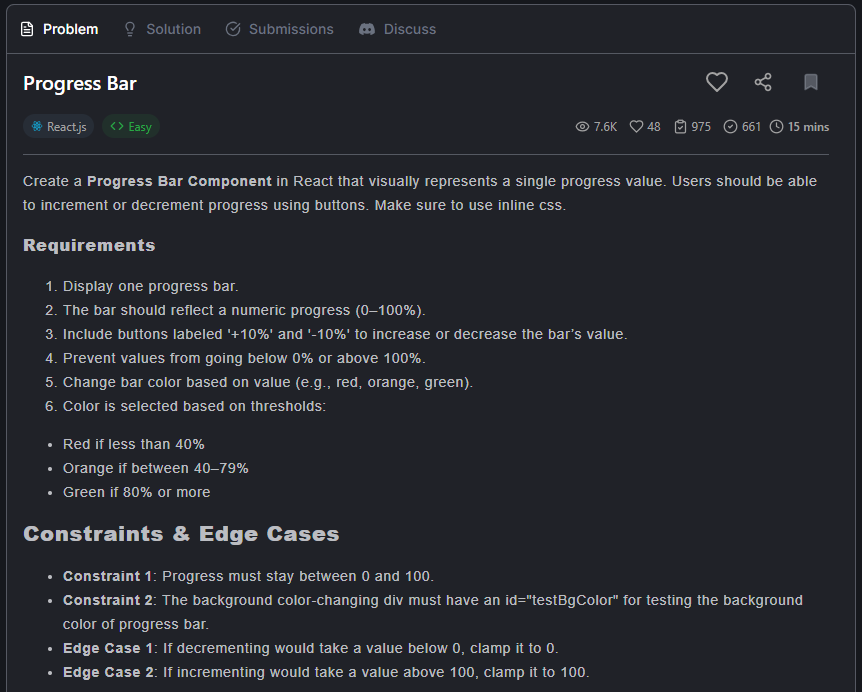 Problem
Solution
Submissions
Discuss
Progress Bar
React.js
<> Easy
7.6K
48
975
661
15 mins
Create a Progress Bar Component in React that visually represents a single progress value. Users should be able
to increment or decrement progress using buttons. Make sure to use inline css.
Requirements
1. Display one progress bar.
2. The bar should reflect a numeric progress (0–100%).
3. Include buttons labeled '+10%' and '-10%' to increase or decrease the bar's value.
4. Prevent values from going below 0% or above 100%.
5. Change bar color based on value (e.g., red, orange, green).
6. Color is selected based on thresholds:
• Red if less than 40%
• Orange if between 40–79%
• Green if 80% or more
Constraints & Edge Cases
• Constraint 1: Progress must stay between 0 and 100.
• Constraint 2: The background color-changing div must have an id="testBgColor" for testing the background
color of progress bar.
• Edge Case 1: If decrementing would take a value below 0, clamp it to 0.
• Edge Case 2: If incrementing would take a value above 100, clamp it to 100.